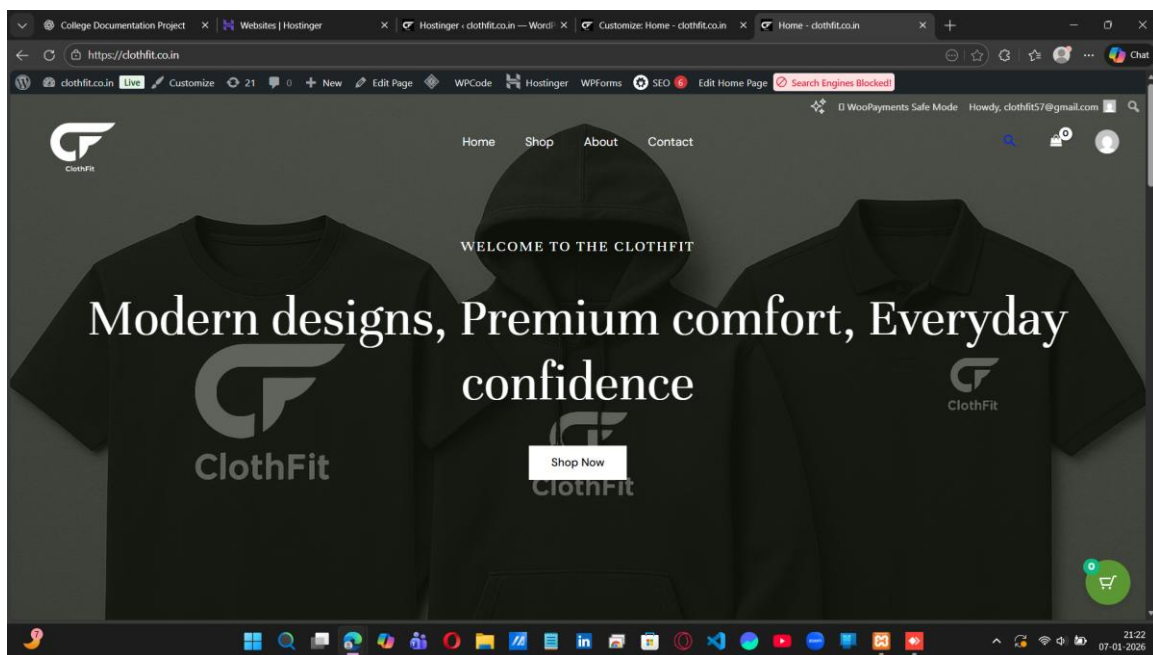 College Documentation Project
Websites | Hostinger
Hostinger ‹ clothfit.co.in — WordP
Customize: Home - clothfit.co.in
Home - clothfit.co.in
https://clothfit.co.in
Chat
clothfit.co.in Live Customize 21 0 + New Edit Page WPCode Hostinger WPForms SEO 6 Edit Home Page Search Engines Blocked!
WooPayments Safe Mode Howdy, clothfit57@gmail.com
ClothFit
Home Shop About Contact
0
WELCOME TO THE CLOTHFIT
Modern designs, Premium comfort, Everyday
confidence
ClothFit
ClothFit
Shop Now
ClothFit
0
7
21:22
07-01-2026